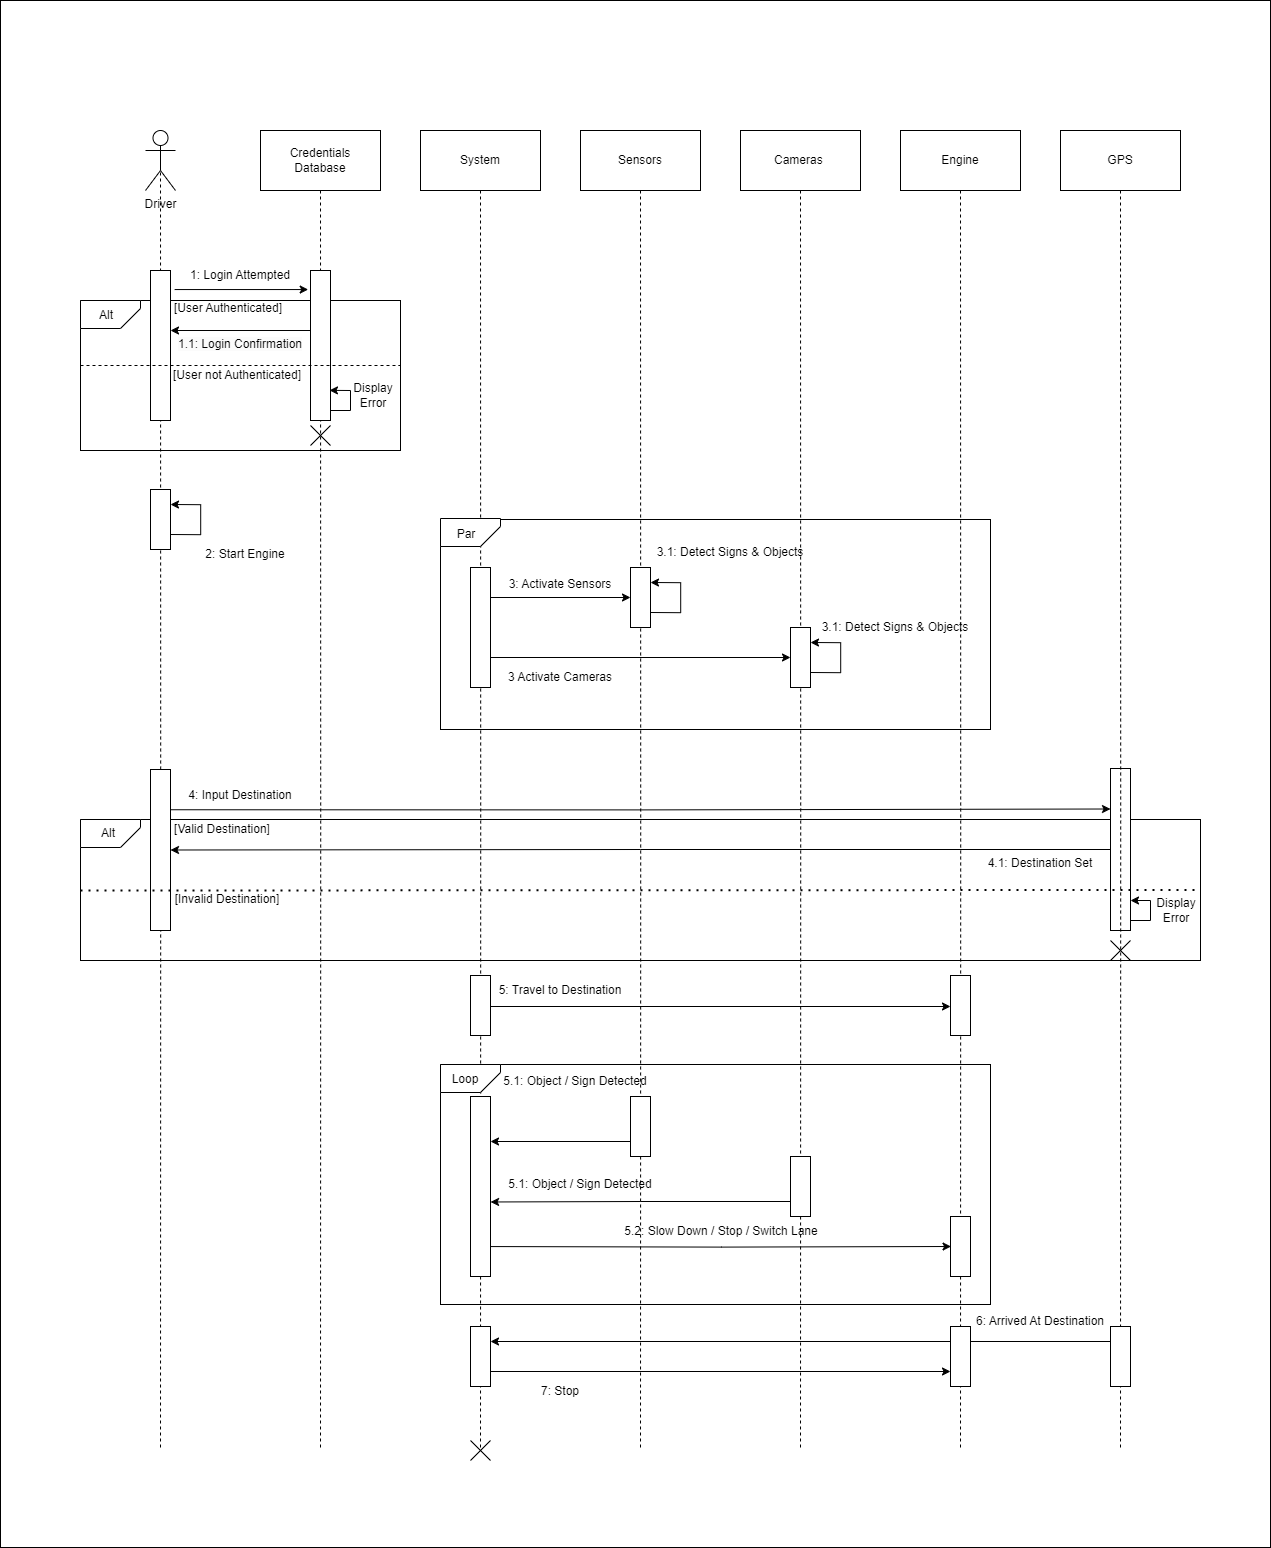 Driver
Credentials
Database
System
Sensors
Cameras
Engine
GPS
1: Login Attempted
Alt
[User Authenticated]
1.1: Login Confirmation
[User not Authenticated]
Display
Error
2: Start Engine
Par
3.1: Detect Signs & Objects
3: Activate Sensors
3.1: Detect Signs & Objects
3 Activate Cameras
4: Input Destination
Alt
[Valid Destination]
4.1: Destination Set
[Invalid Destination]
Display
Error
5: Travel to Destination
Loop
5.1: Object / Sign Detected
5.1: Object / Sign Detected
5.2: Slow Down / Stop / Switch Lane
6: Arrived At Destination
7: Stop